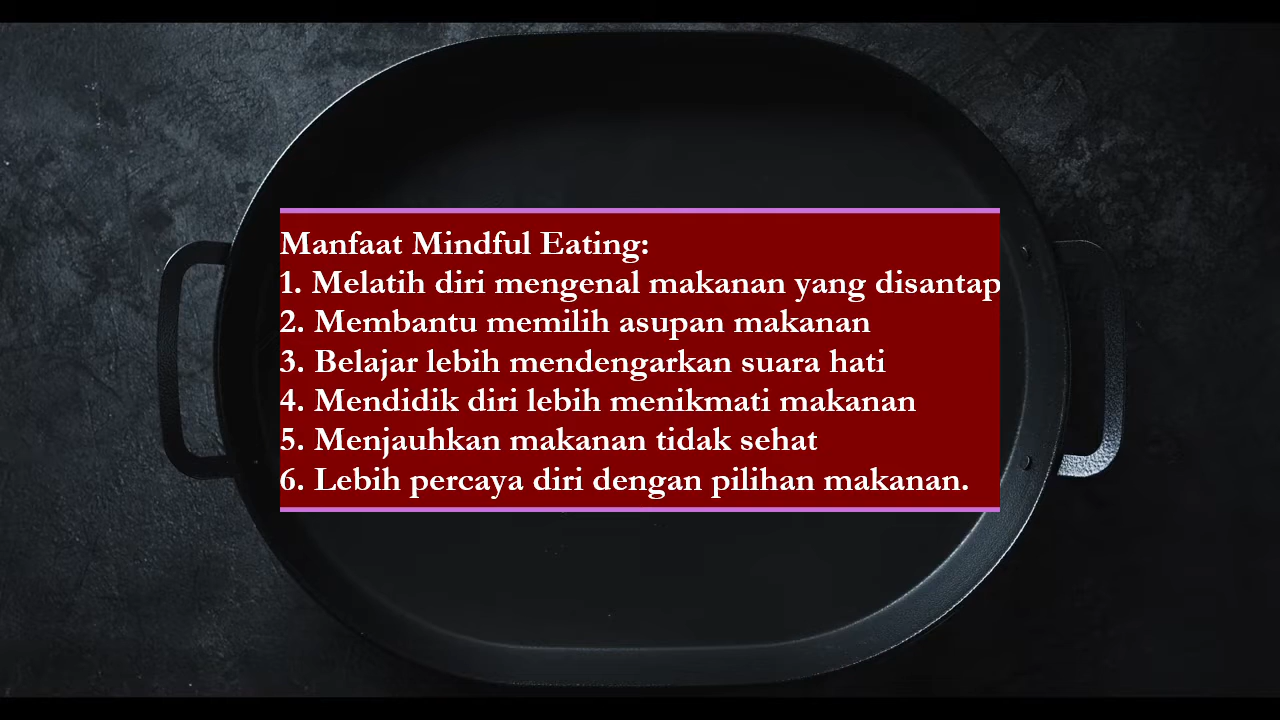 Manfaat Mindful Eating:
1. Melatih diri mengenal makanan yang disantap
2. Membantu memilih asupan makanan
3. Belajar lebih mendengarkan suara hati
4. Mendidik diri lebih menikmati makanan
5. Menjauhkan makanan tidak sehat
6. Lebih percaya diri dengan pilihan makanan.